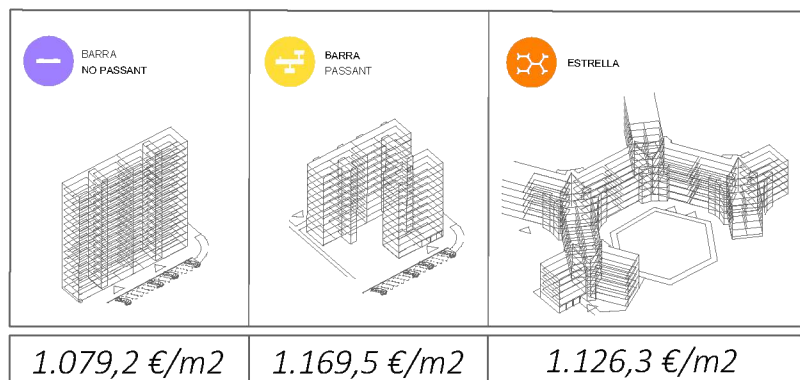 BARRA
NO PASSANT
BARRA
PASSANT
ESTRELLA
1.079,2 €/m2
1.169,5 €/m2
1.126,3 €/m2